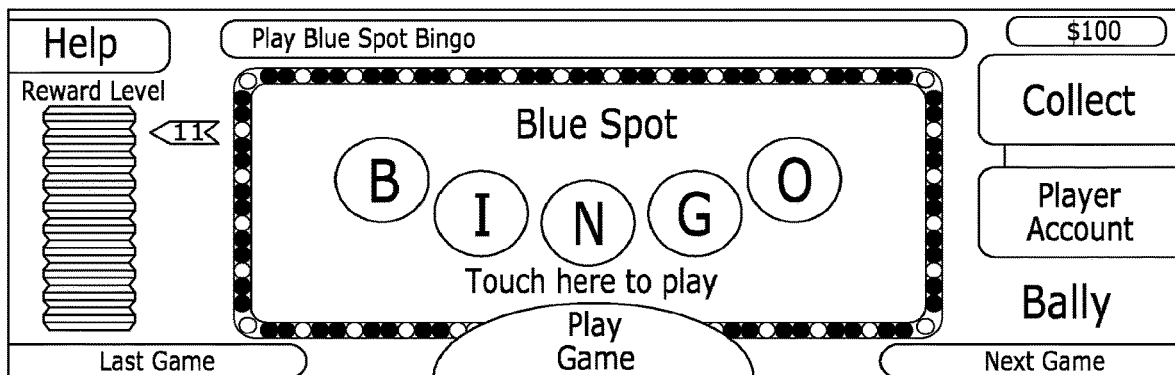 Help
Play Blue Spot Bingo
$100
Reward Level
11
Collect
Blue Spot
B I N G O
Player
Account
Touch here to play
Bally
Play
Game
Last Game
Next Game